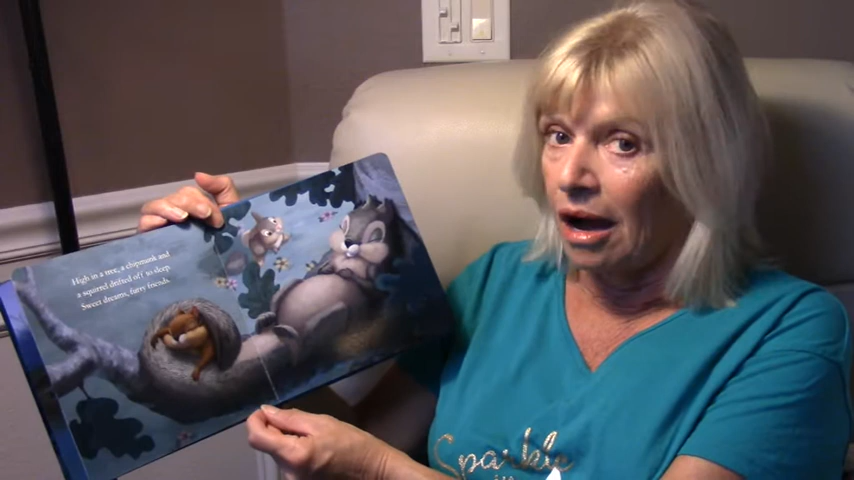 High in a tree, a chipmunk and
a squirrel drifted off to sleep.
Sweet dreams, furry friends.
Sparkle